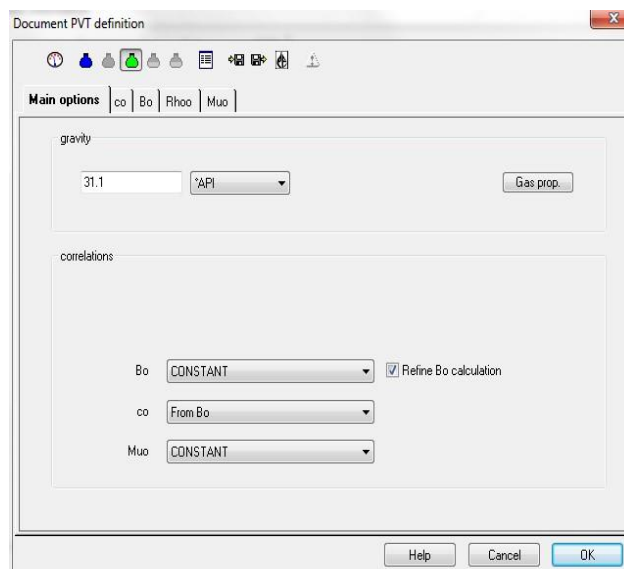 Document PVT definition
x
Main options co Bo Rhoo Muo
gravity
31.1 °API Gas prop.
correlations
Bo CONSTANT Refine Bo calculation
co From Bo
Muo CONSTANT
Help Cancel OK